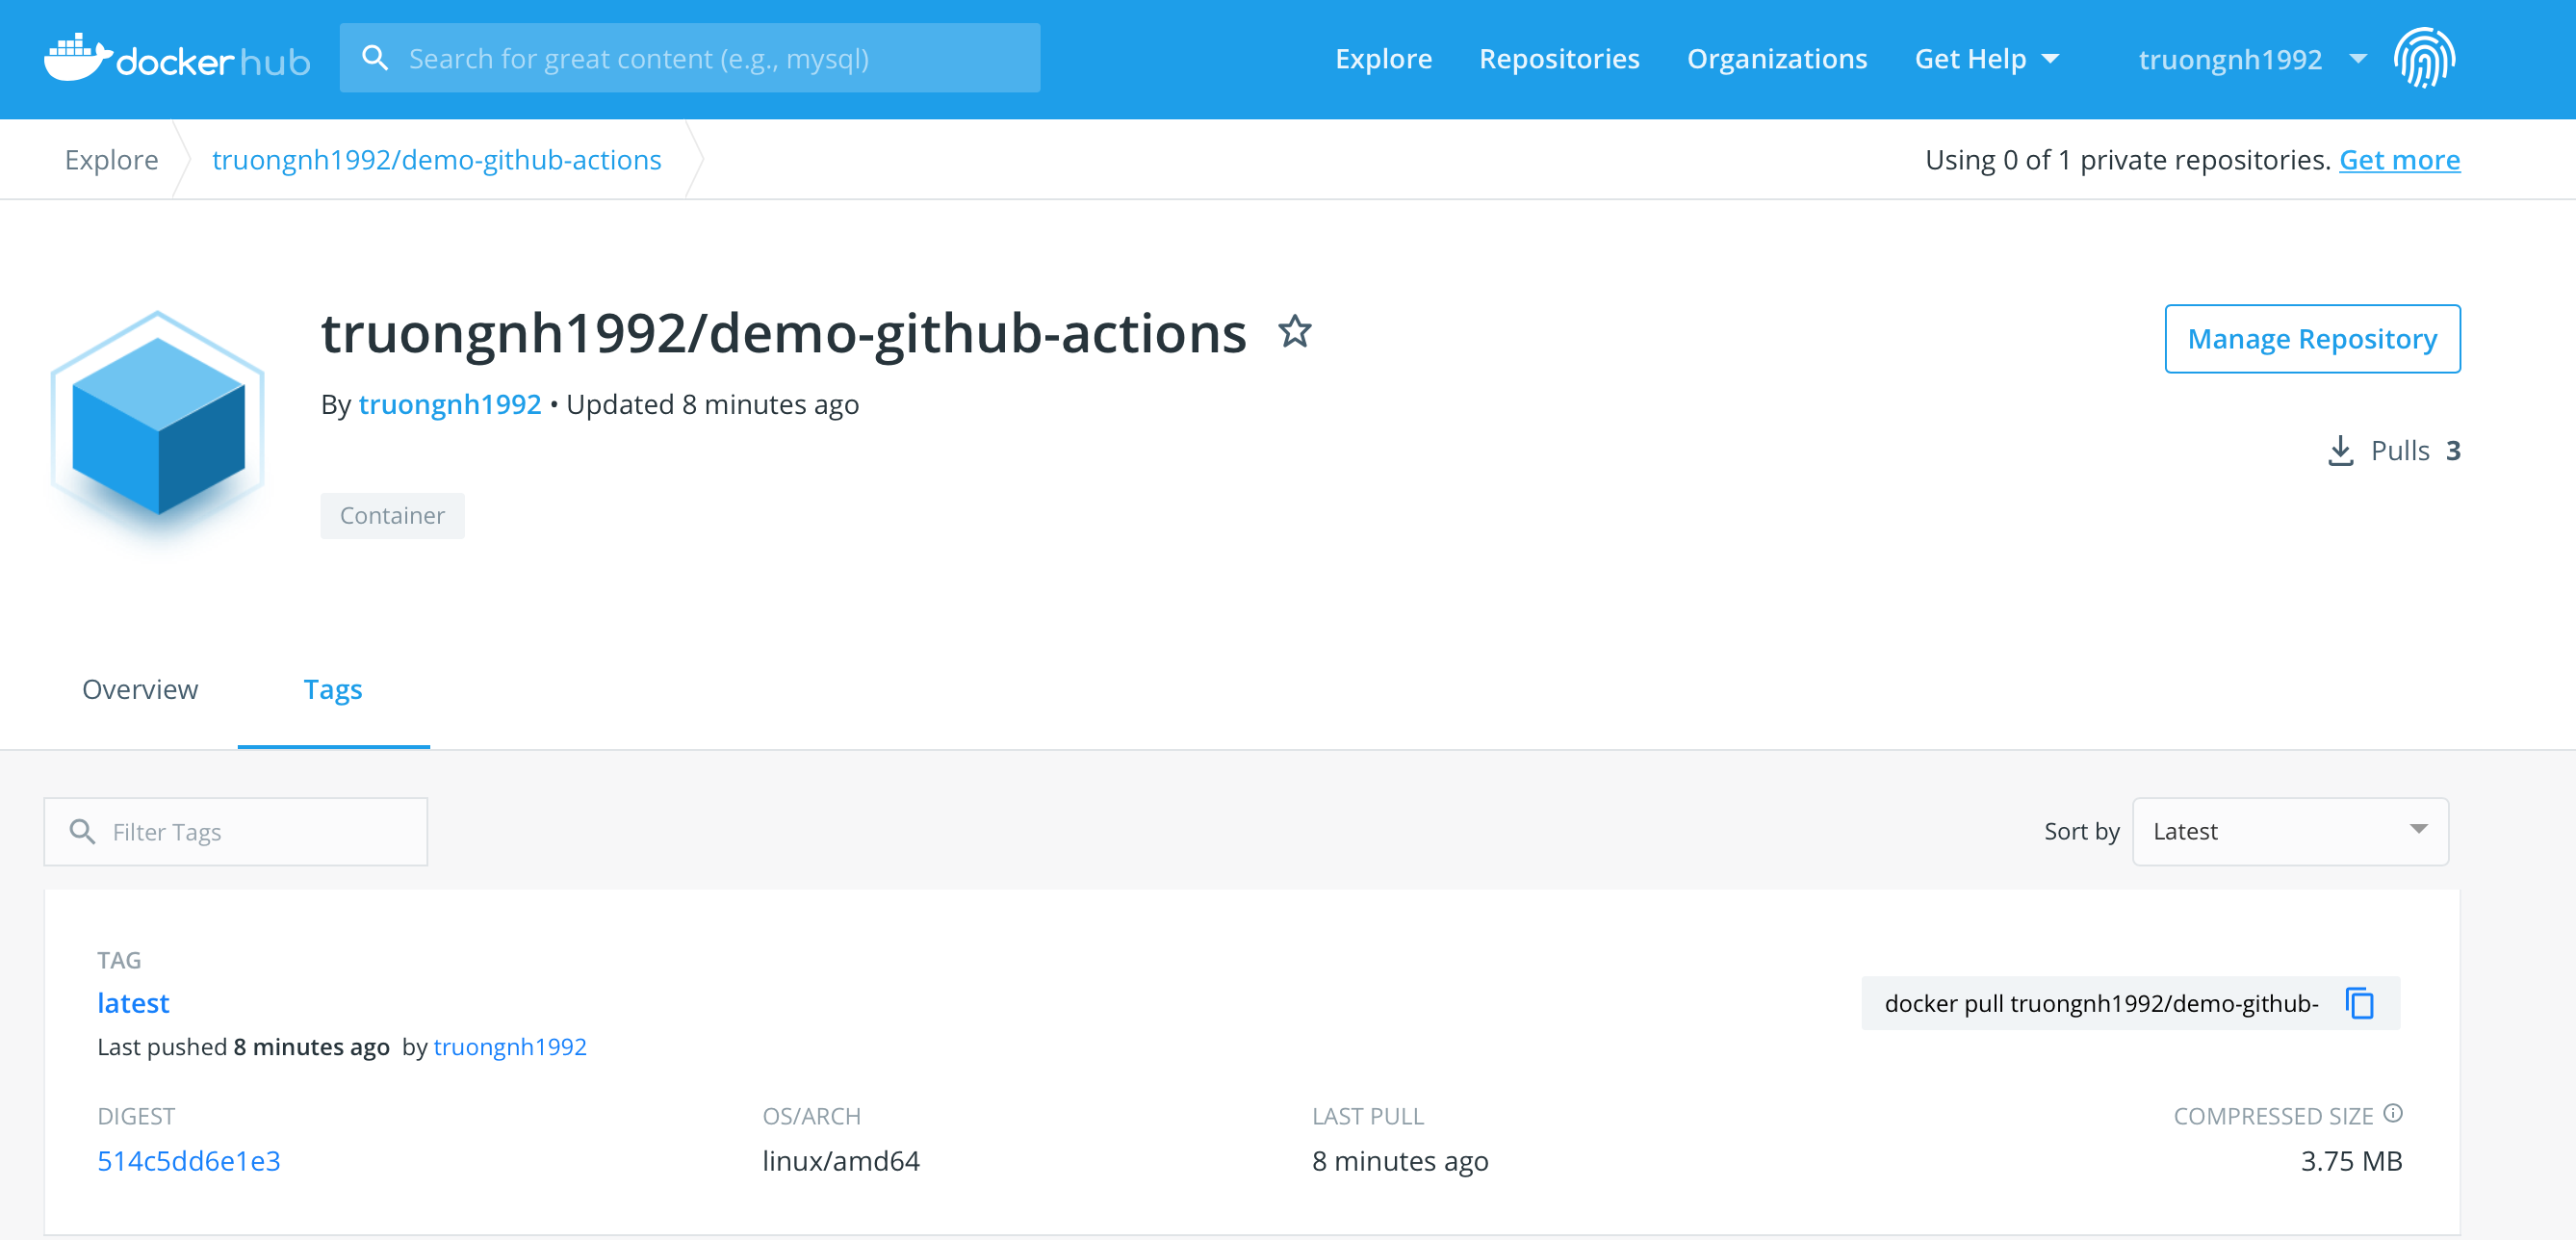 docker hub
Search for great content (e.g., mysql)
Explore
Repositories
Organizations
Get Help
truongnh1992
Explore
truongnh1992/demo-github-actions
Using 0 of 1 private repositories. Get more
truongnh1992/demo-github-actions
Manage Repository
By truongnh1992 • Updated 8 minutes ago
Pulls 3
Container
Overview
Tags
Filter Tags
Sort by
Latest
TAG
latest
docker pull truongnh1992/demo-github-
Last pushed 8 minutes ago by truongnh1992
DIGEST
OS/ARCH
LAST PULL
COMPRESSED SIZE
514c5dd6e1e3
linux/amd64
8 minutes ago
3.75 MB